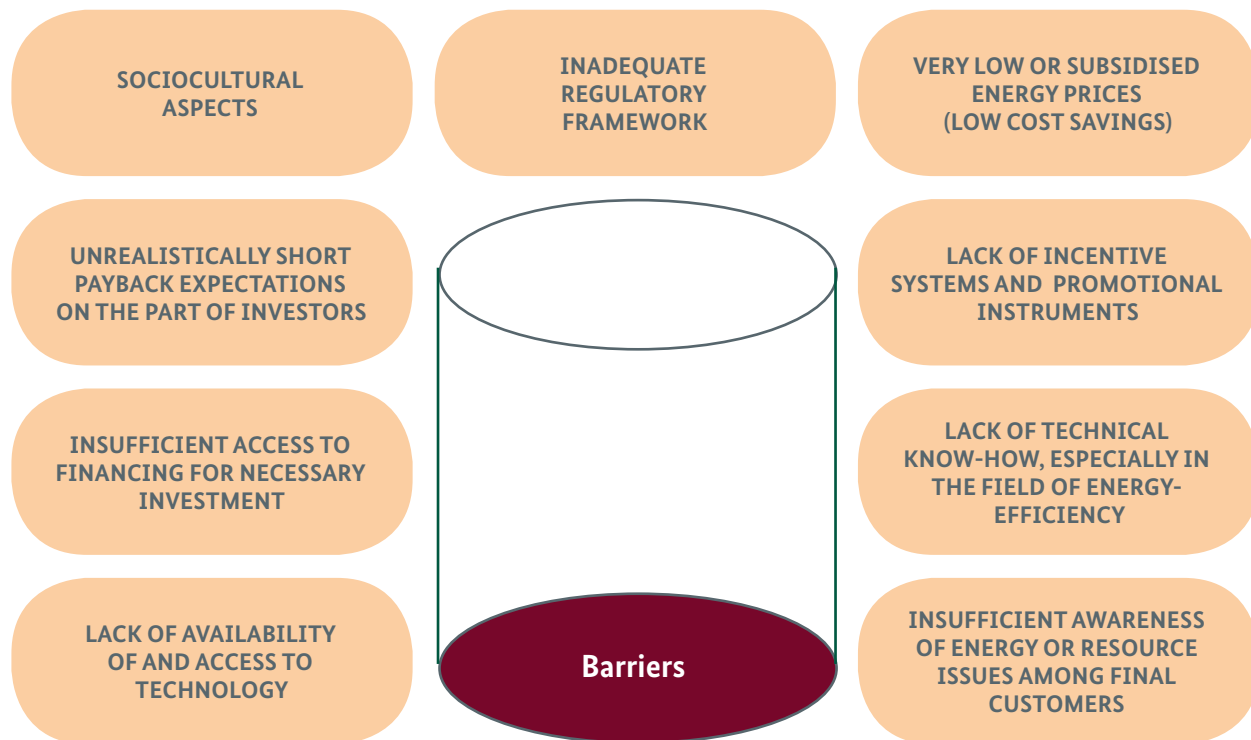 SOCIOCULTURAL
ASPECTS
INADEQUATE
REGULATORY
FRAMEWORK
VERY LOW OR SUBSIDISED
ENERGY PRICES
(LOW COST SAVINGS)
UNREALISTICALLY SHORT
PAYBACK EXPECTATIONS
ON THE PART OF INVESTORS
LACK OF INCENTIVE
SYSTEMS AND PROMOTIONAL
INSTRUMENTS
INSUFFICIENT ACCESS TO
FINANCING FOR NECESSARY
INVESTMENT
LACK OF TECHNICAL
KNOW-HOW, ESPECIALLY IN
THE FIELD OF ENERGY-
EFFICIENCY
LACK OF AVAILABILITY
OF AND ACCESS TO
TECHNOLOGY
Barriers
INSUFFICIENT AWARENESS
OF ENERGY OR RESOURCE
ISSUES AMONG FINAL
CUSTOMERS